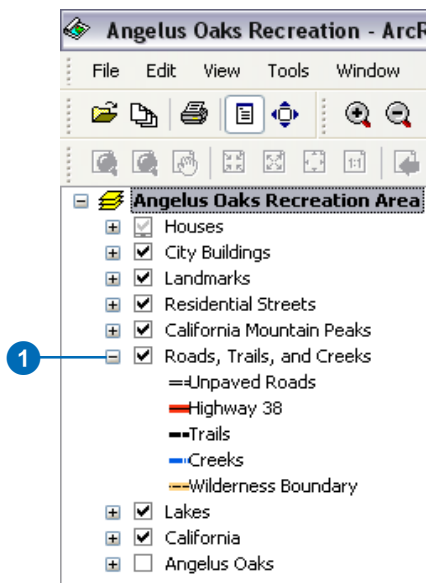 Angelus Oaks Recreation - ArcR
File Edit View Tools Window
1:1
Angelus Oaks Recreation Area
Houses
City Buildings
Landmarks
Residential Streets
California Mountain Peaks
1 Roads, Trails, and Creeks
Unpaved Roads
Highway 38
Trails
Creeks
Wilderness Boundary
Lakes
California
Angelus Oaks